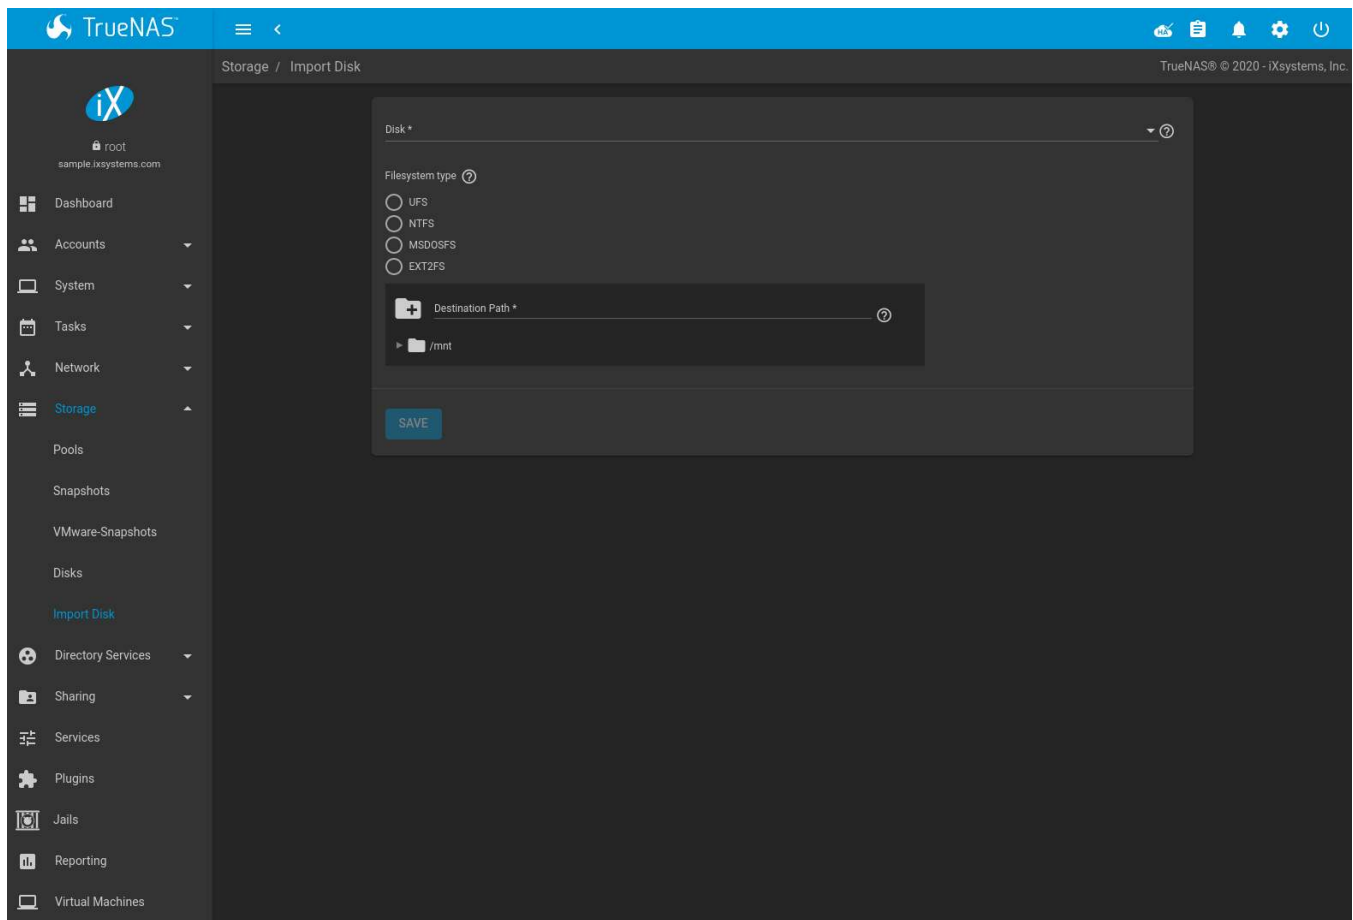 TrueNAS
HA
Storage / Import Disk
TrueNAS® © 2020 - iXsystems, Inc.
iX
root
sample.ixsystems.com
Dashboard
Accounts
System
Tasks
Network
Storage
Pools
Snapshots
VMware-Snapshots
Disks
Import Disk
Directory Services
Sharing
Services
Plugins
Jails
Reporting
Virtual Machines
Disk *
Filesystem type
UFS
NTFS
MSDOSFS
EXT2FS
Destination Path *
/mnt
SAVE